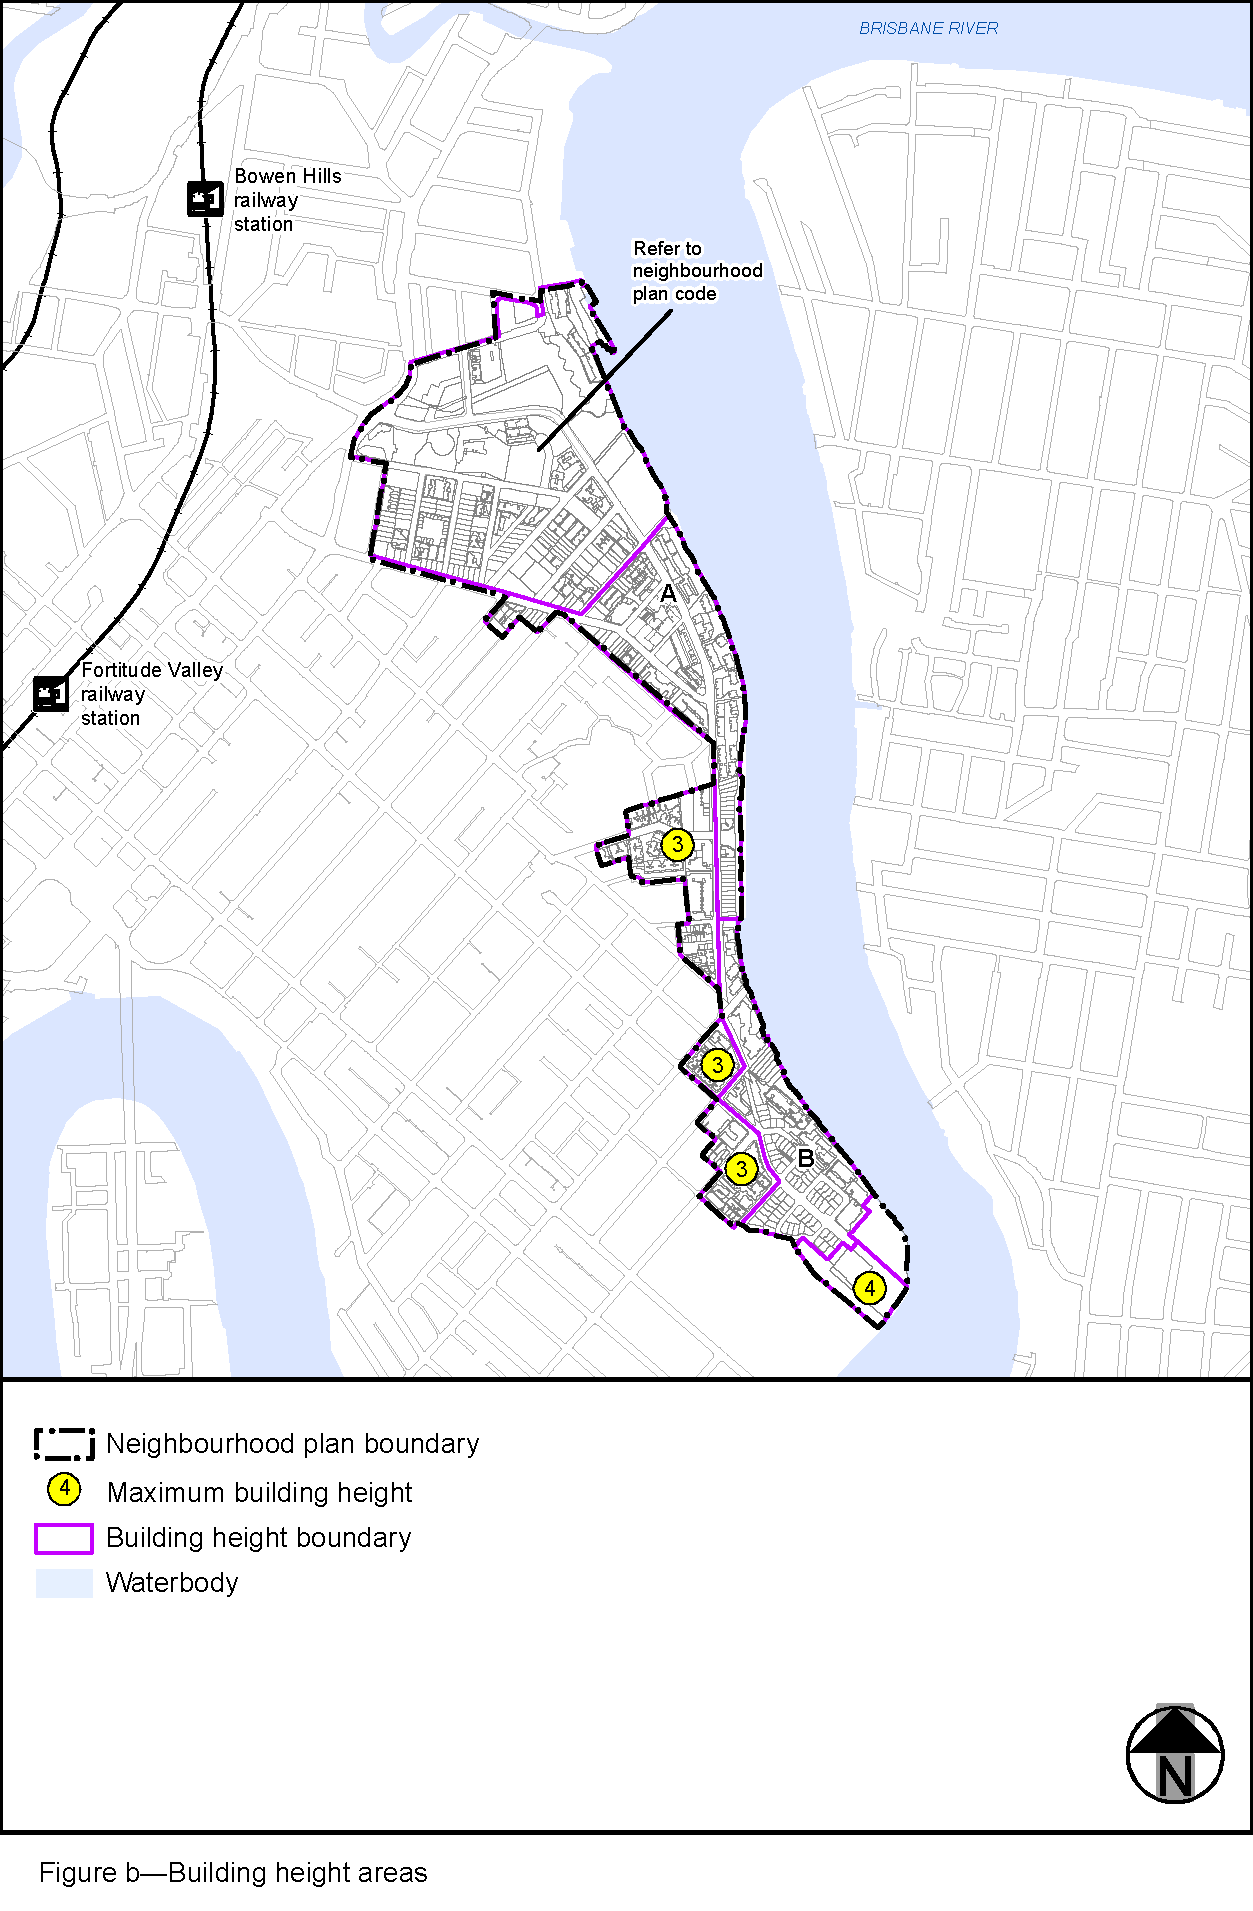 BRISBANE RIVER
Bowen Hills
railway
station
Refer to
neighbourhood
plan code
A
Fortitude Valley
railway
station
3
3
3
B
4
Neighbourhood plan boundary
4
Maximum building height
Building height boundary
Waterbody
N
Figure b—Building height areas